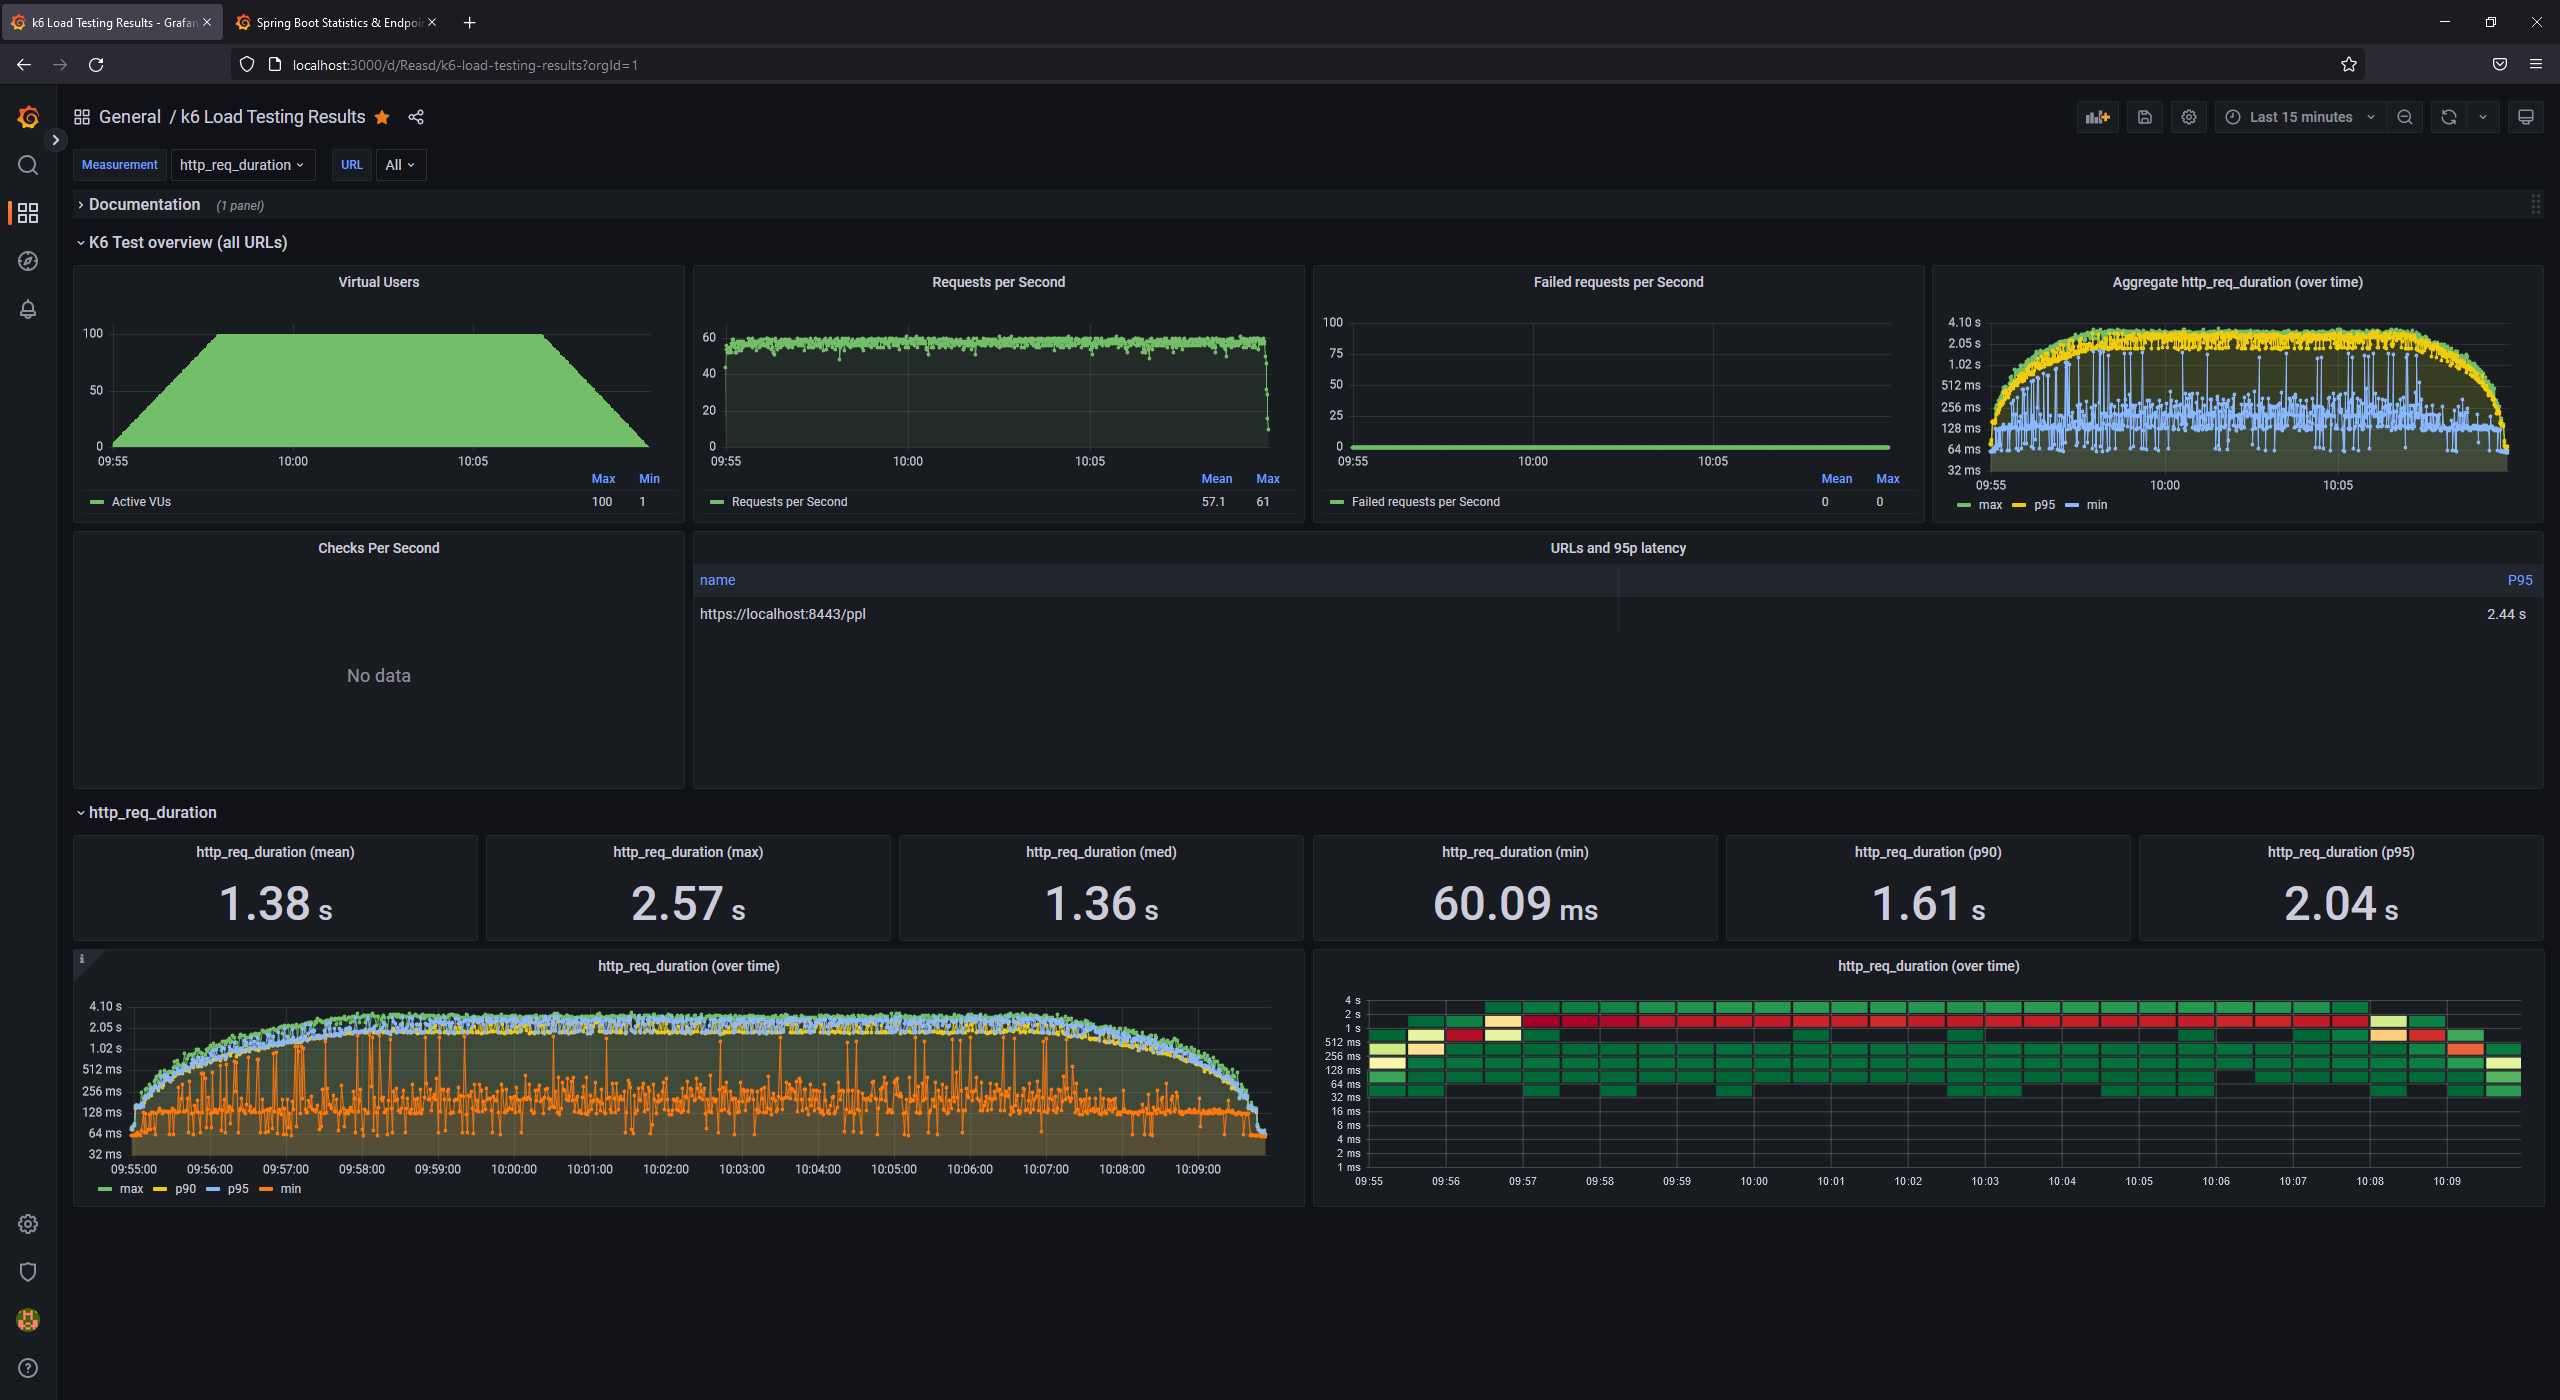 k6 Load Testing Results - Grafan
Spring Boot Statistics & Endpoi
localhost:3000/d/Reasd/k6-load-testing-results?orgId=1
General / k6 Load Testing Results
Last 15 minutes
Measurement http_req_duration URL All
Documentation (1 panel)
K6 Test overview (all URLs)
Virtual Users
100
50
0
09:55 10:00 10:05
Max Min
Active VUs 100 1
Requests per Second
60
40
20
0
09:55 10:00 10:05
Mean Max
Requests per Second 57.1 61
Failed requests per Second
100
75
50
25
0
09:55 10:00 10:05
Mean Max
Failed requests per Second 0 0
Aggregate http_req_duration (over time)
4.10 s
2.05 s
1.02 s
512 ms
256 ms
128 ms
64 ms
32 ms
09:55 10:00 10:05
max p95 min
Checks Per Second
No data
URLs and 95p latency
name P95
https://localhost:8443/ppl 2.44 s
http_req_duration
http_req_duration (mean)
1.38 s
http_req_duration (max)
2.57 s
http_req_duration (med)
1.36 s
http_req_duration (min)
60.09 ms
http_req_duration (p90)
1.61 s
http_req_duration (p95)
2.04 s
http_req_duration (over time)
4.10 s
2.05 s
1.02 s
512 ms
256 ms
128 ms
64 ms
32 ms
09:55:00 09:56:00 09:57:00 09:58:00 09:59:00 10:00:00 10:01:00 10:02:00 10:03:00 10:04:00 10:05:00 10:06:00 10:07:00 10:08:00 10:09:00
max p90 p95 min
http_req_duration (over time)
4 s
2 s
1 s
512 ms
256 ms
128 ms
64 ms
32 ms
16 ms
8 ms
4 ms
2 ms
1 ms
09:55 09:56 09:57 09:58 09:59 10:00 10:01 10:02 10:03 10:04 10:05 10:06 10:07 10:08 10:09